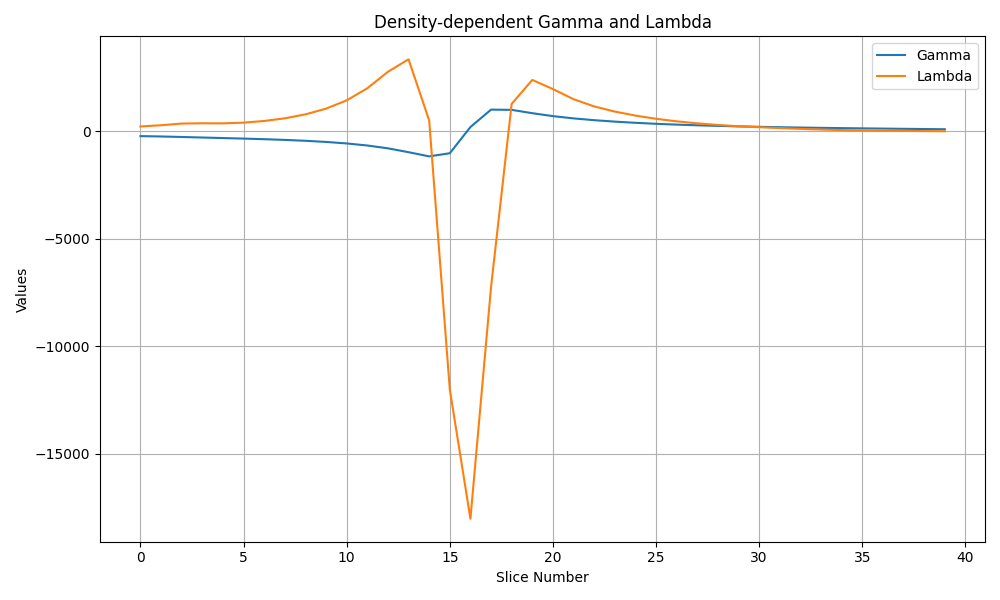 Density-dependent Gamma and Lambda
Gamma
Lambda
0
−5000
−10000
−15000
Values
0 5 10 15 20 25 30 35 40
Slice Number